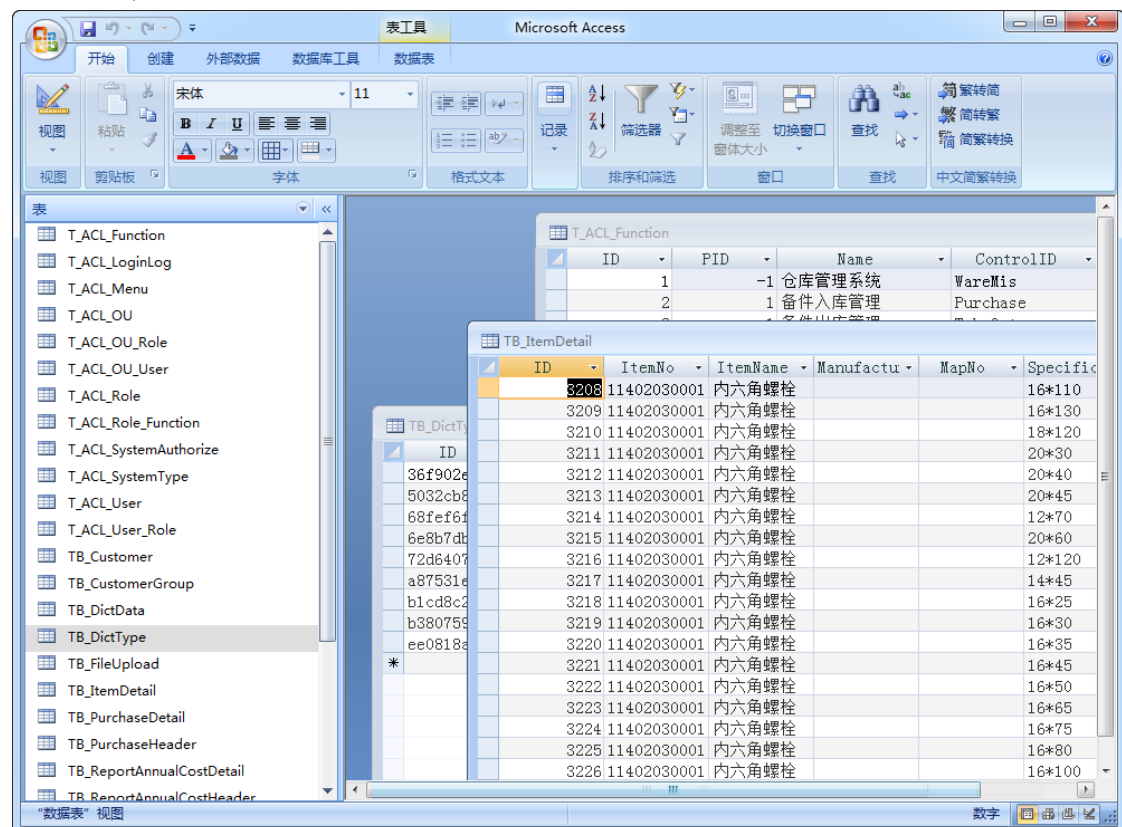 表工具 Microsoft Access
开始 创建 外部数据 数据库工具 数据表
宋体 11
B I U
视图 粘贴 记录 筛选器 调整至窗体大小 切换窗口 查找 繁转简
简转繁
简繁转换
视图 剪贴板 字体 格式文本 排序和筛选 窗口 查找 中文简繁转换
表
T_ACL_Function
T_ACL_LoginLog
T_ACL_Menu
T_ACL_OU
T_ACL_OU_Role
T_ACL_OU_User
T_ACL_Role
T_ACL_Role_Function
T_ACL_SystemAuthorize
T_ACL_SystemType
T_ACL_User
T_ACL_User_Role
TB_Customer
TB_CustomerGroup
TB_DictData
TB_DictType
TB_FileUpload
TB_ItemDetail
TB_PurchaseDetail
TB_PurchaseHeader
TB_ReportAnnualCostDetail
TB_ReportAnnualCostHeader
T_ACL_Function
ID PID Name ControlID
1 -1 仓库管理系统 WareMis
2 1 备件入库管理 Purchase
TB_DictTy
ID
36f902e
5032cb8
68fef6f
6e8b7db
72d6407
a87531e
b1cd8c2
b380759
ee0818a
*
TB_ItemDetail
ID ItemNo ItemName Manufactu MapNo Specific
3208 11402030001 内六角螺栓 16*110
3209 11402030001 内六角螺栓 16*130
3210 11402030001 内六角螺栓 18*120
3211 11402030001 内六角螺栓 20*30
3212 11402030001 内六角螺栓 20*40
3213 11402030001 内六角螺栓 20*45
3214 11402030001 内六角螺栓 12*70
3215 11402030001 内六角螺栓 20*60
3216 11402030001 内六角螺栓 12*120
3217 11402030001 内六角螺栓 14*45
3218 11402030001 内六角螺栓 16*25
3219 11402030001 内六角螺栓 16*30
3220 11402030001 内六角螺栓 16*35
3221 11402030001 内六角螺栓 16*45
3222 11402030001 内六角螺栓 16*50
3223 11402030001 内六角螺栓 16*65
3224 11402030001 内六角螺栓 16*75
3225 11402030001 内六角螺栓 16*80
3226 11402030001 内六角螺栓 16*100
“数据表” 视图 数字